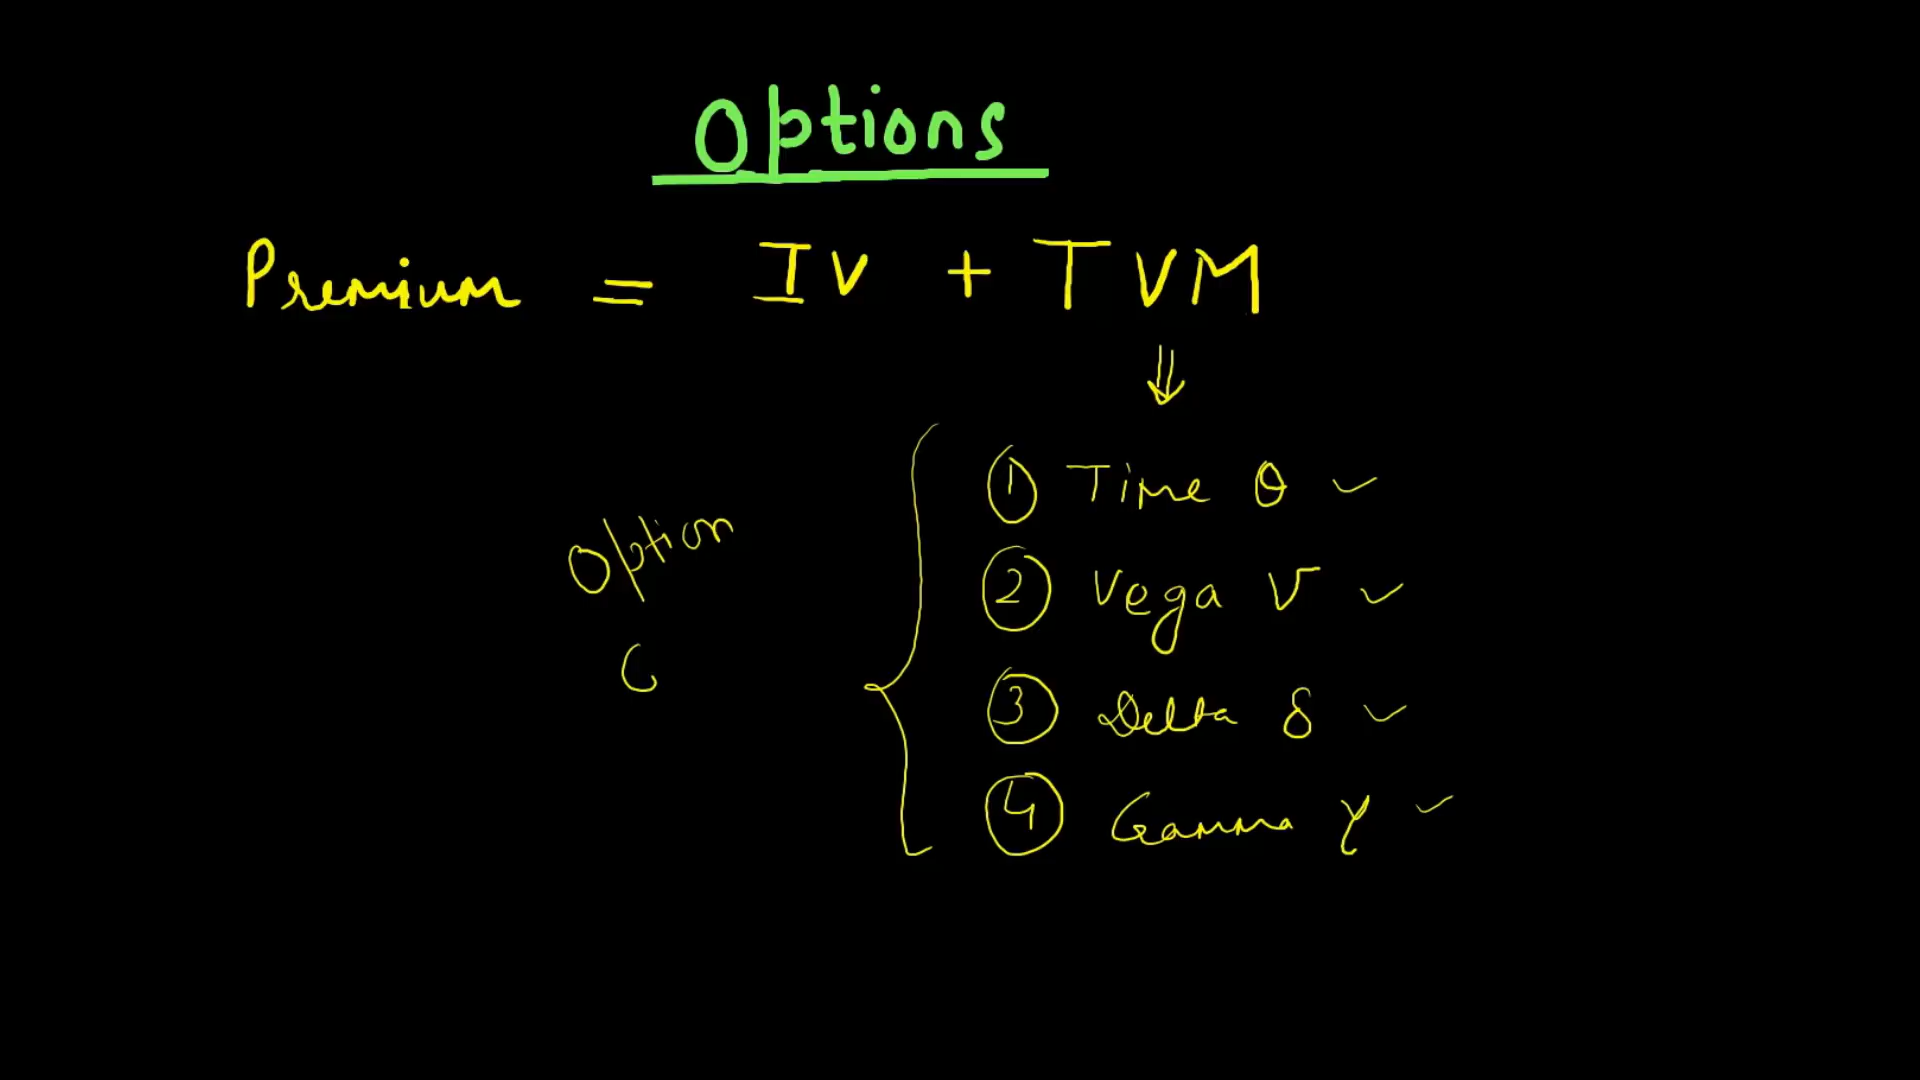 Options
Premium = IV + TVM
⇓
① Time θ ✓
② Vega V ✓
Option
③ Delta δ ✓
G
④ Gamma γ ✓